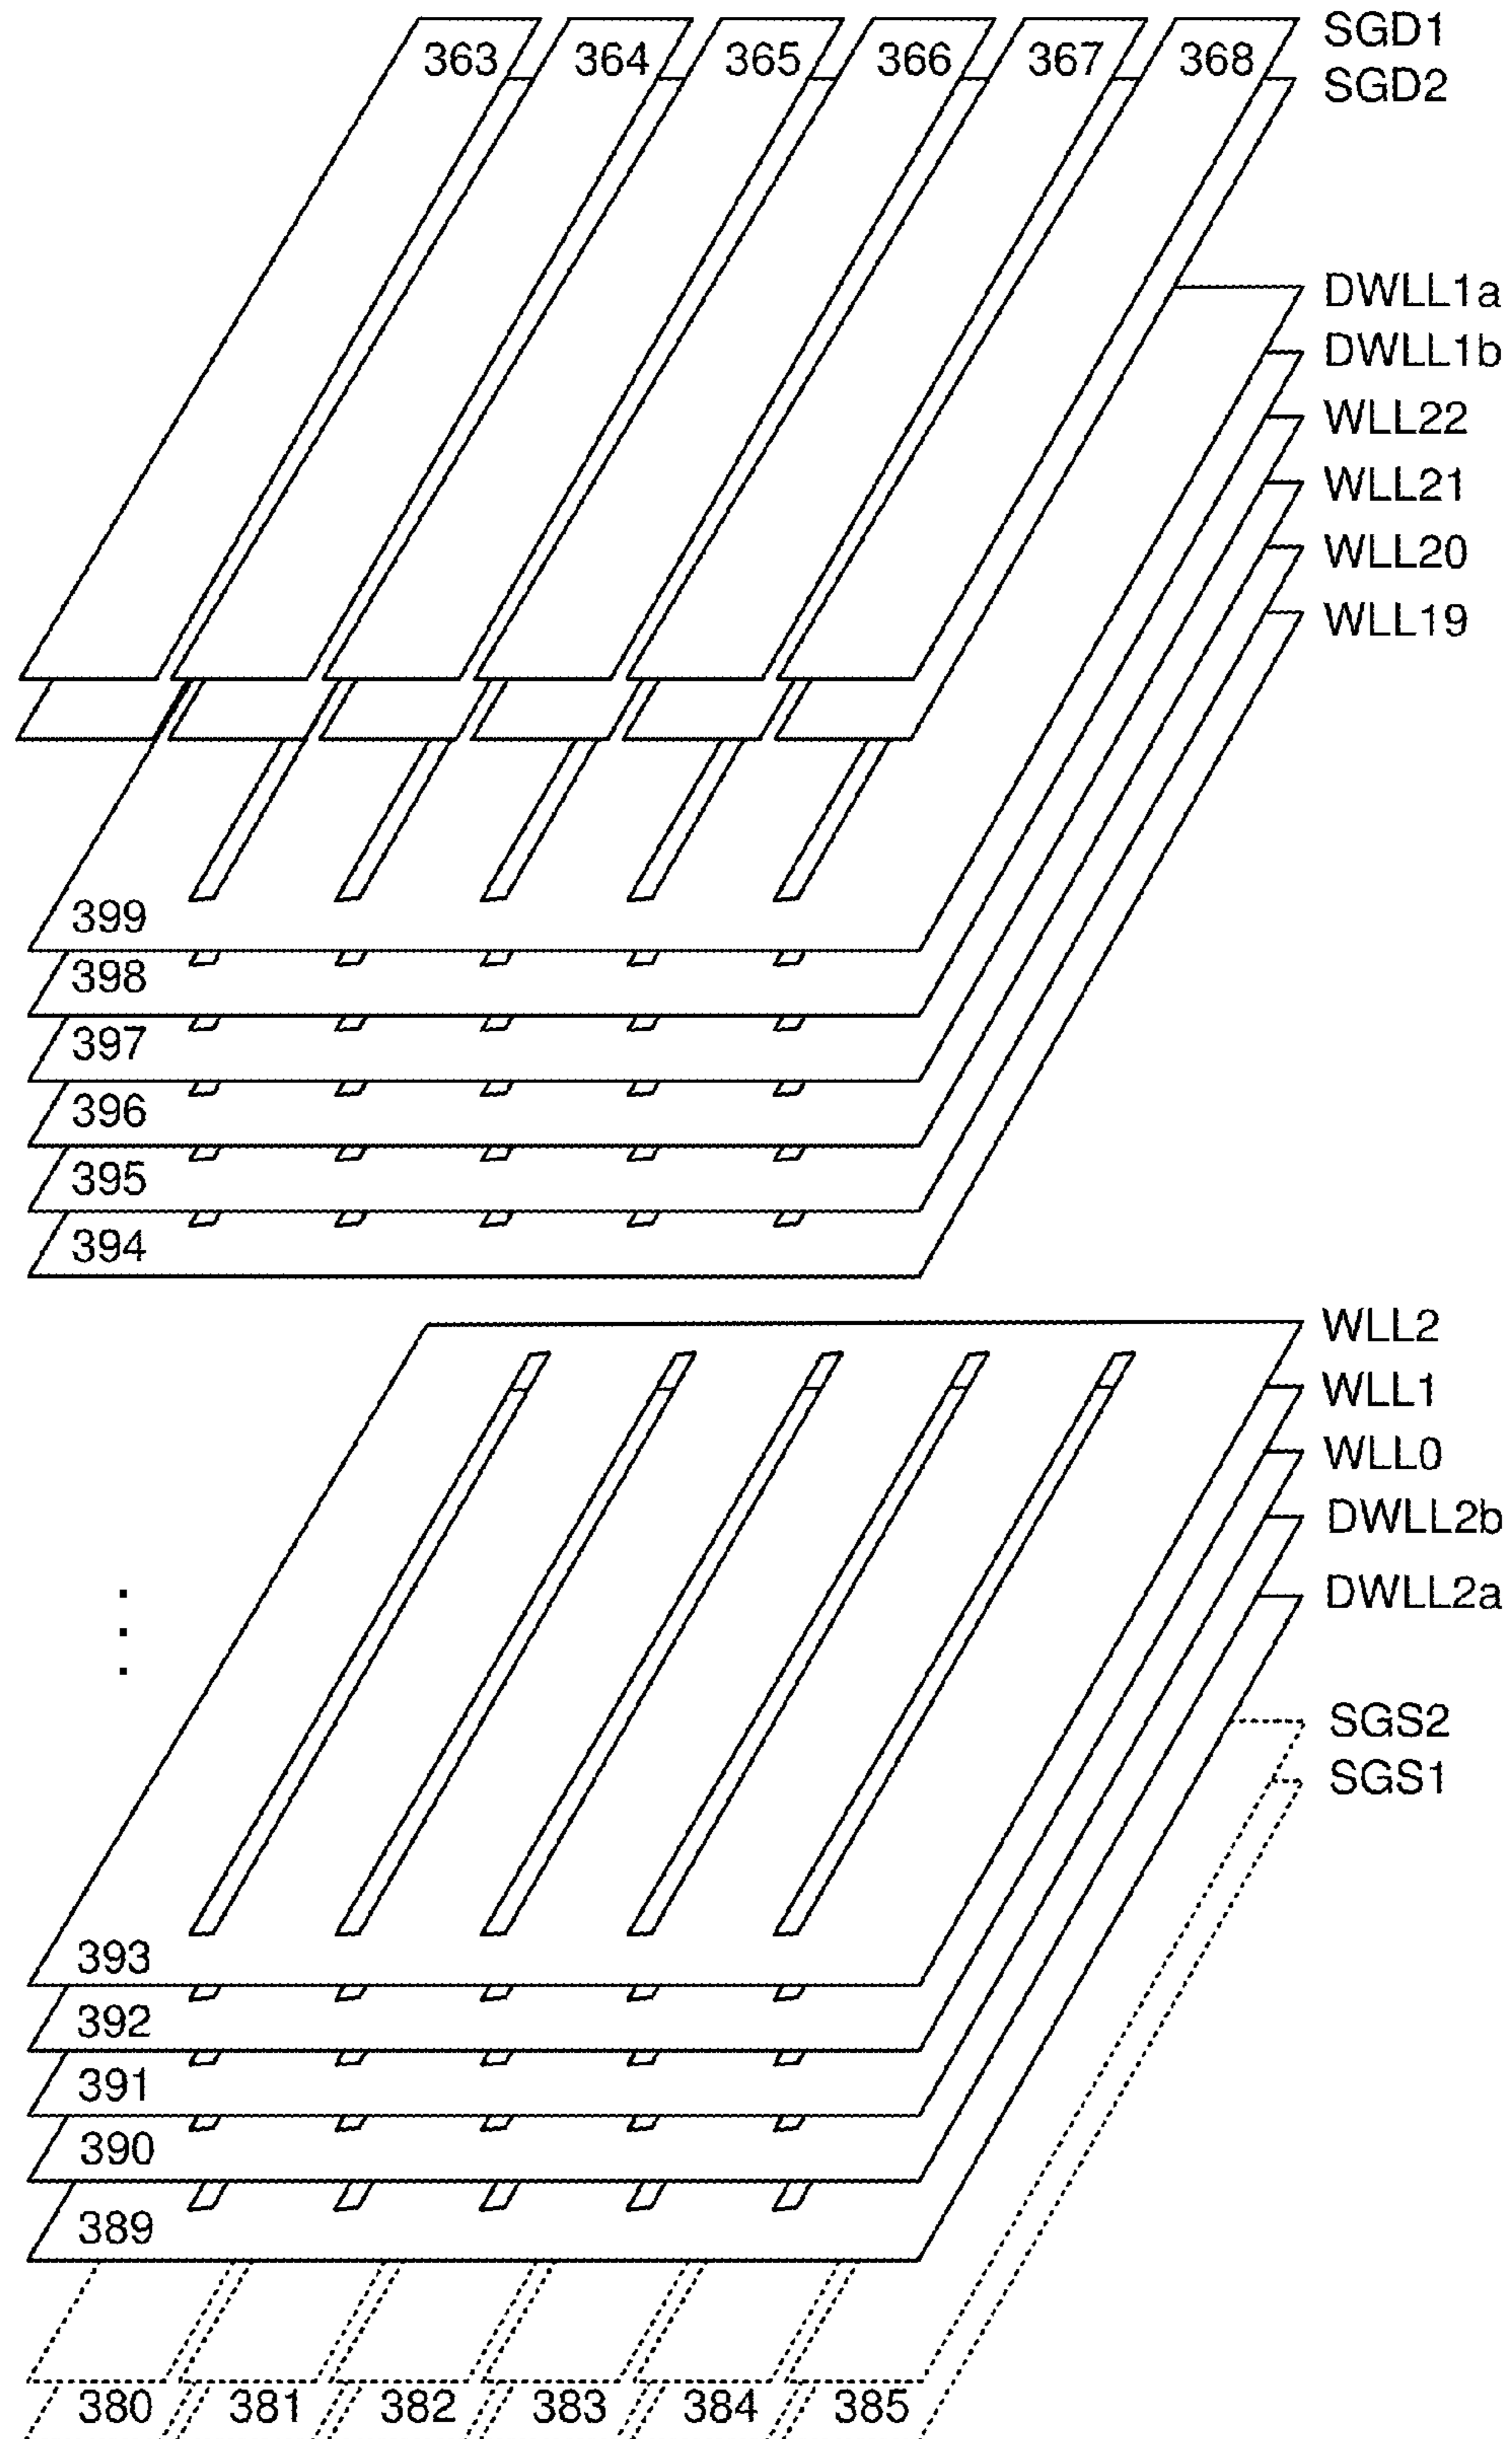 363 364 365 366 367 368 SGD1
SGD2
DWLL1a
DWLL1b
WLL22
WLL21
WLL20
WLL19
399
398
397
396
395
394
WLL2
WLL1
WLL0
DWLL2b
DWLL2a
SGS2
SGS1
393
392
391
390
389
380 381 382 383 384 385